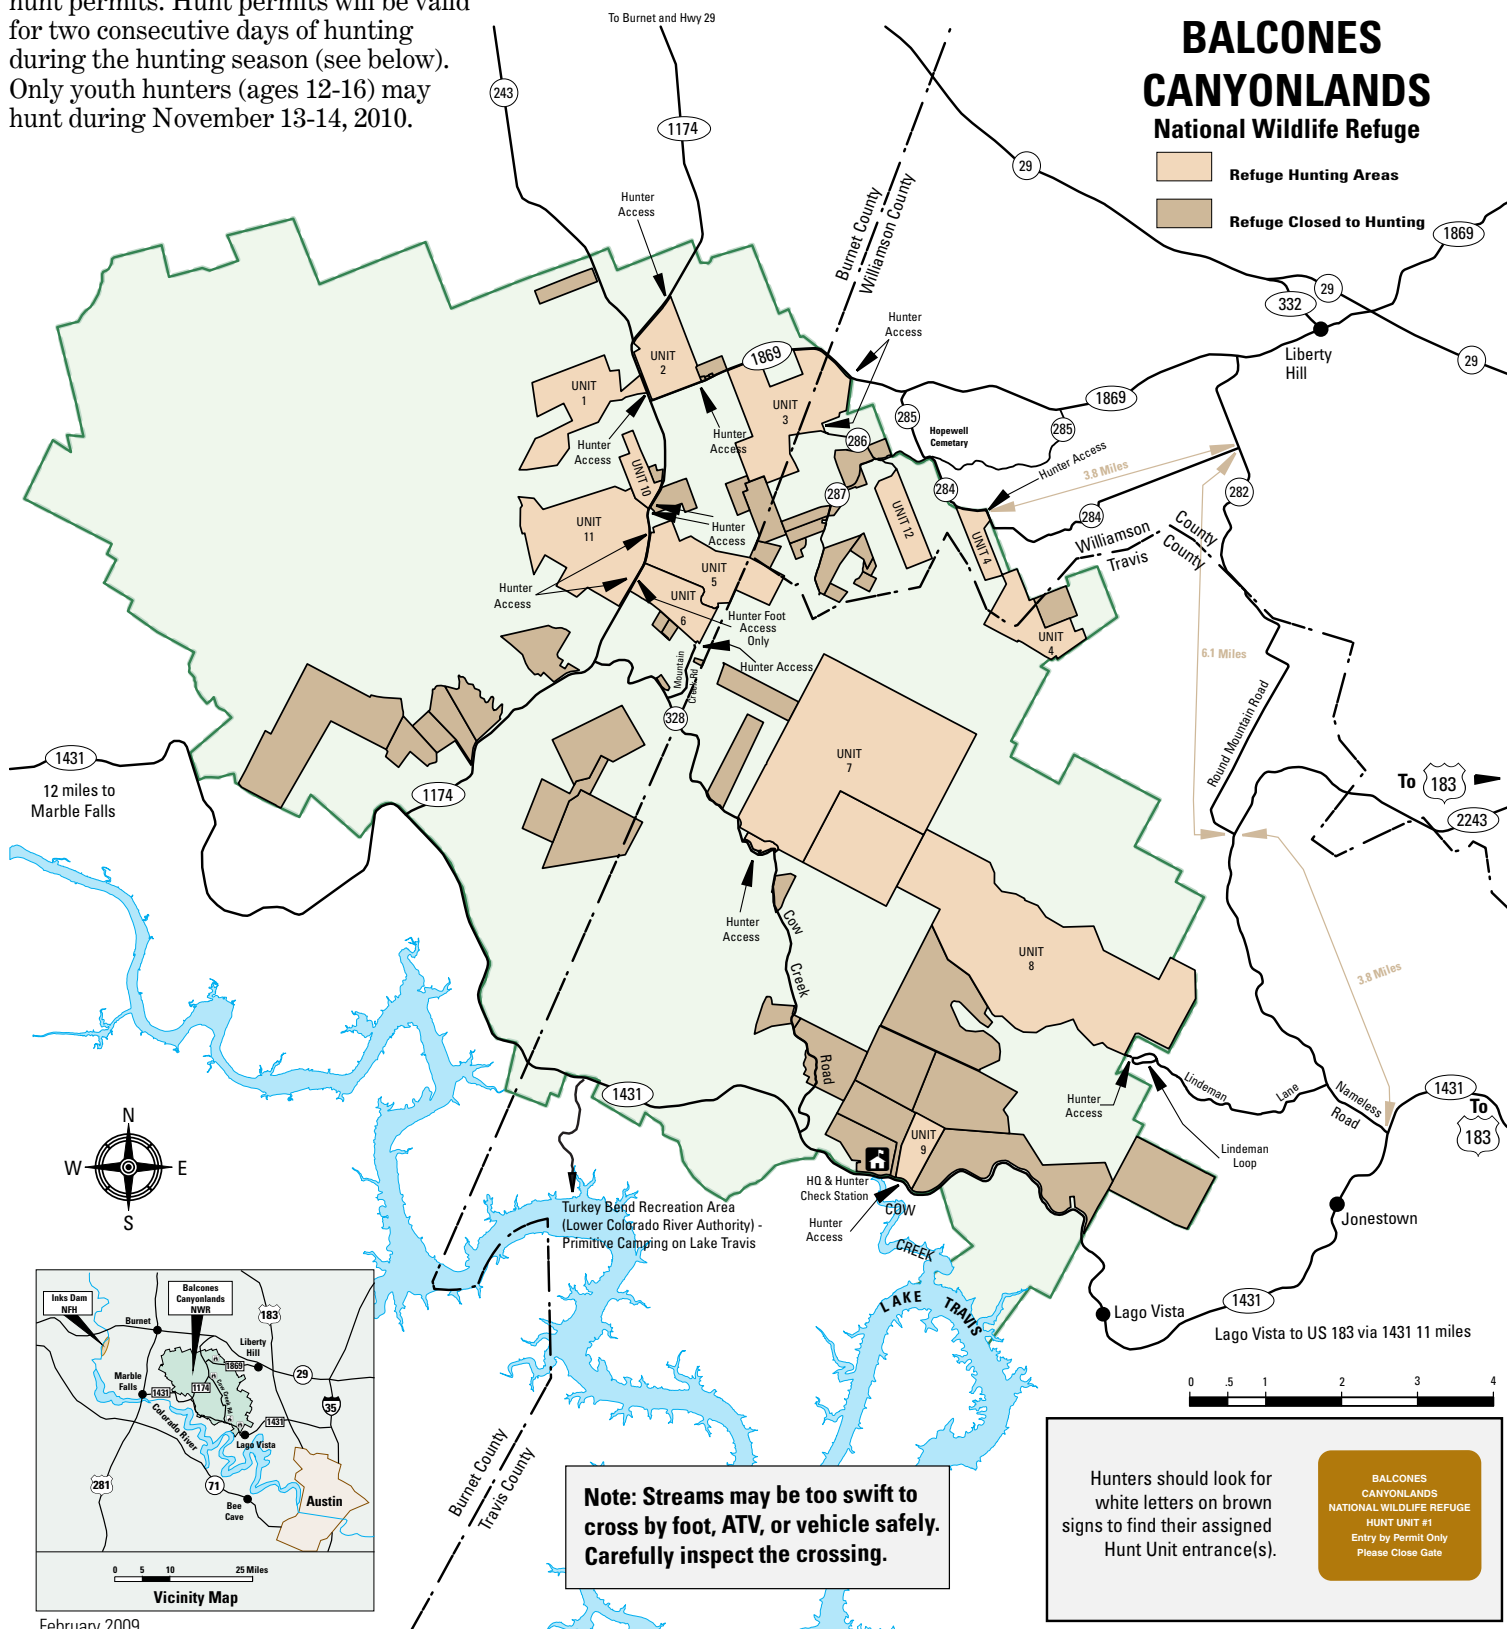 hunt permits. Hunt permits will be valid
for two consecutive days of hunting
during the hunting season (see below).
Only youth hunters (ages 12-16) may
hunt during November 13-14, 2010.
To Burnet and Hwy 29
BALCONES
CANYONLANDS
National Wildlife Refuge
Refuge Hunting Areas
Refuge Closed to Hunting
243
1174
29
1869
Burnet County
Williamson County
Hunter
Access
29
332
Liberty
Hill
29
Hunter
Access
UNIT
2
1869
UNIT
1
UNIT
3
1869
285
285
286
Hopewell
Cemetary
Hunter
Access
Hunter
Access
Hunter Access
3.8 Miles
UNIT 10
287
284
282
284
UNIT 12
UNIT
11
Hunter
Access
UNIT 4
Williamson
County
Travis
County
UNIT
5
Hunter
Access
UNIT
6
Hunter Foot
Access
Only
UNIT
4
Hunter Access
6.1 Miles
Mountain
Creek Rd
328
Round Mountain Road
UNIT
7
1431
12 miles to
Marble Falls
1174
To
183
2243
Hunter
Access
Cow
Creek
Road
UNIT
8
3.8 Miles
1431
Hunter
Access
Lindeman
Lane
Nameless
Road
1431
To
183
Lindeman
Loop
UNIT
9
N
W
E
S
HQ & Hunter
Check Station
Hunter
Access
COW
CREEK
Turkey Bend Recreation Area
(Lower Colorado River Authority) -
Primitive Camping on Lake Travis
Jonestown
LAKE TRAVIS
Lago Vista
1431
Lago Vista to US 183 via 1431 11 miles
0 .5 1 2 3 4
Inks Dam
NFH
Balcones
Canyonlands
NWR
183
Burnet
Liberty
Hill
1869
29
Marble
Falls
1431
1174
Cow Creek Rd
35
1431
Colorado River
Lago Vista
281
71
Bee
Cave
Austin
0 5 10 25 Miles
Vicinity Map
February 2009
Burnet County
Travis County
Note: Streams may be too swift to
cross by foot, ATV, or vehicle safely.
Carefully inspect the crossing.
Hunters should look for
white letters on brown
signs to find their assigned
Hunt Unit entrance(s).
BALCONES
CANYONLANDS
NATIONAL WILDLIFE REFUGE
HUNT UNIT #1
Entry by Permit Only
Please Close Gate